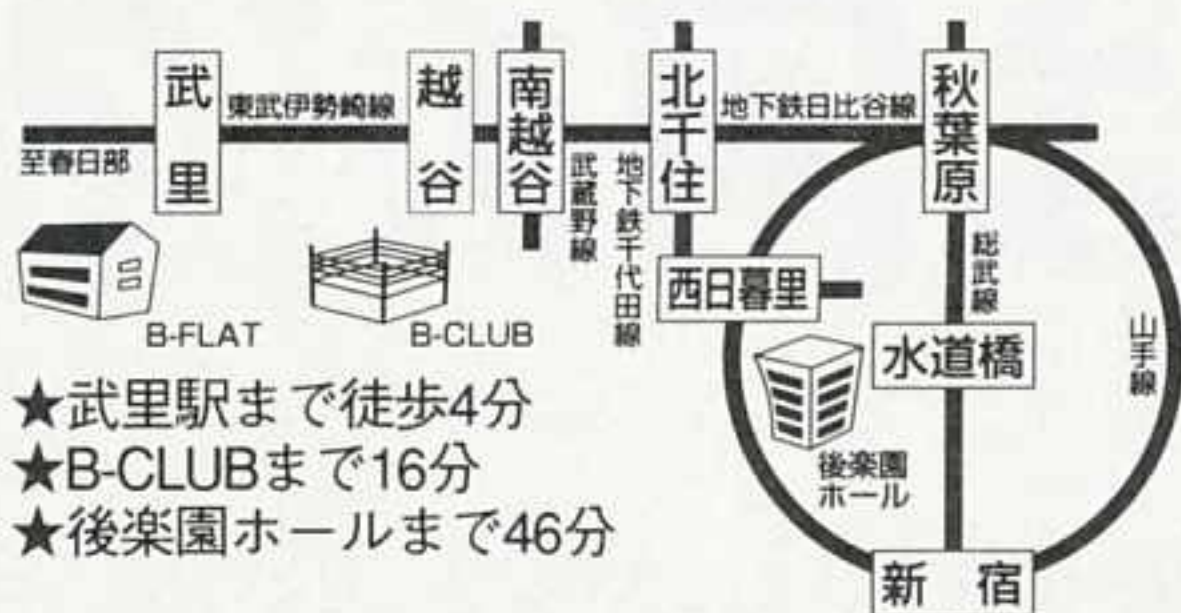 武里
東武伊勢崎線
越谷
南越谷
北千住
地下鉄日比谷線
秋葉原
至春日部
武蔵野線
地下鉄千代田線
総武線
西日暮里
山手線
B-FLAT
B-CLUB
水道橋
後楽園
ホール
新宿
★武里駅まで徒歩4分
★B-CLUBまで16分
★後楽園ホールまで46分